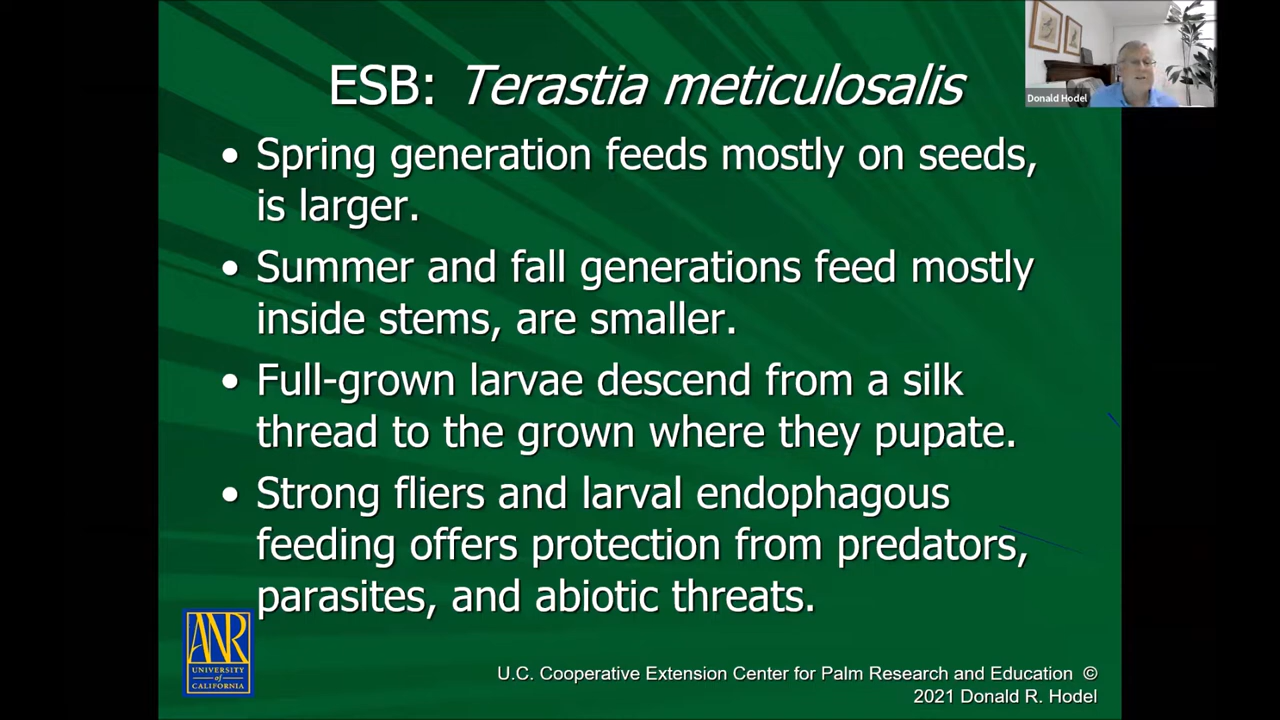 ESB: Terastia meticulosalis
Donald Hodel
• Spring generation feeds mostly on seeds,
is larger.
• Summer and fall generations feed mostly
inside stems, are smaller.
• Full-grown larvae descend from a silk
thread to the grown where they pupate.
• Strong fliers and larval endophagous
feeding offers protection from predators,
parasites, and abiotic threats.
ANR
UNIVERSITY
OF
CALIFORNIA
U.C. Cooperative Extension Center for Palm Research and Education ©
2021 Donald R. Hodel